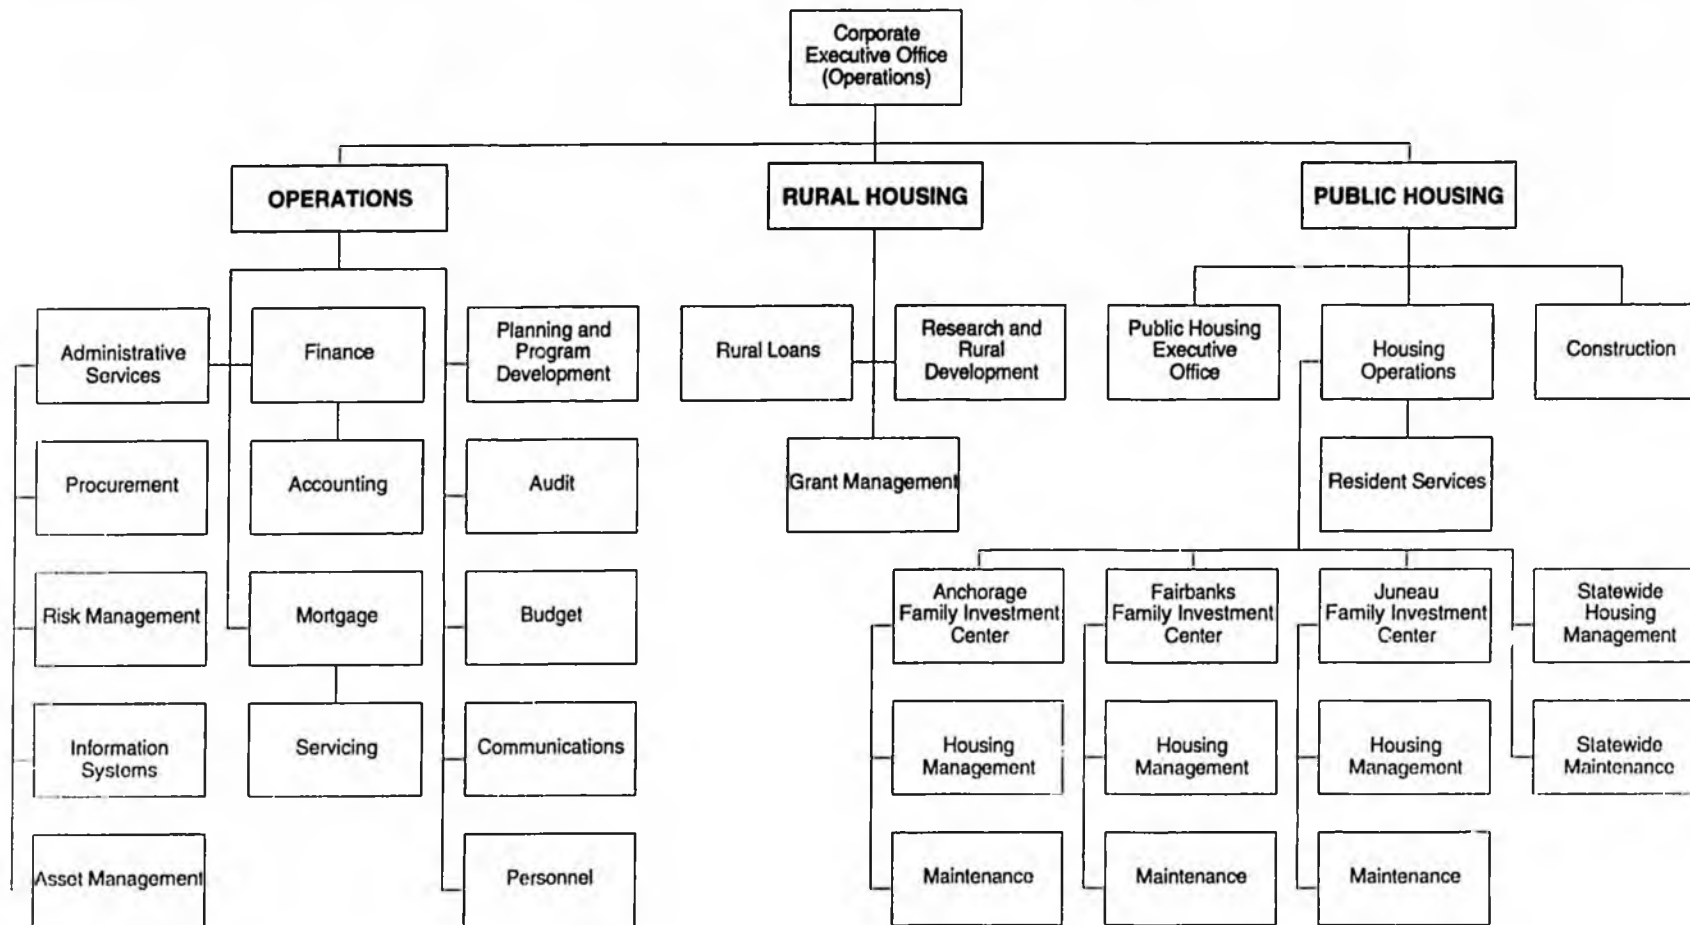 Corporate
Executive Office
(Operations)
OPERATIONS
RURAL HOUSING
PUBLIC HOUSING
Administrative
Services
Finance
Planning and
Program
Development
Rural Loans
Research and
Rural
Development
Public Housing
Executive
Office
Housing
Operations
Construction
Procurement
Accounting
Audit
Grant Management
Resident Services
Risk Management
Mortgage
Budget
Anchorage
Family Investment
Center
Fairbanks
Family Investment
Center
Juneau
Family Investment
Center
Statewide
Housing
Management
Information
Systems
Servicing
Communications
Housing
Management
Housing
Management
Housing
Management
Statewide
Maintenance
Asset Management
Personnel
Maintenance
Maintenance
Maintenance